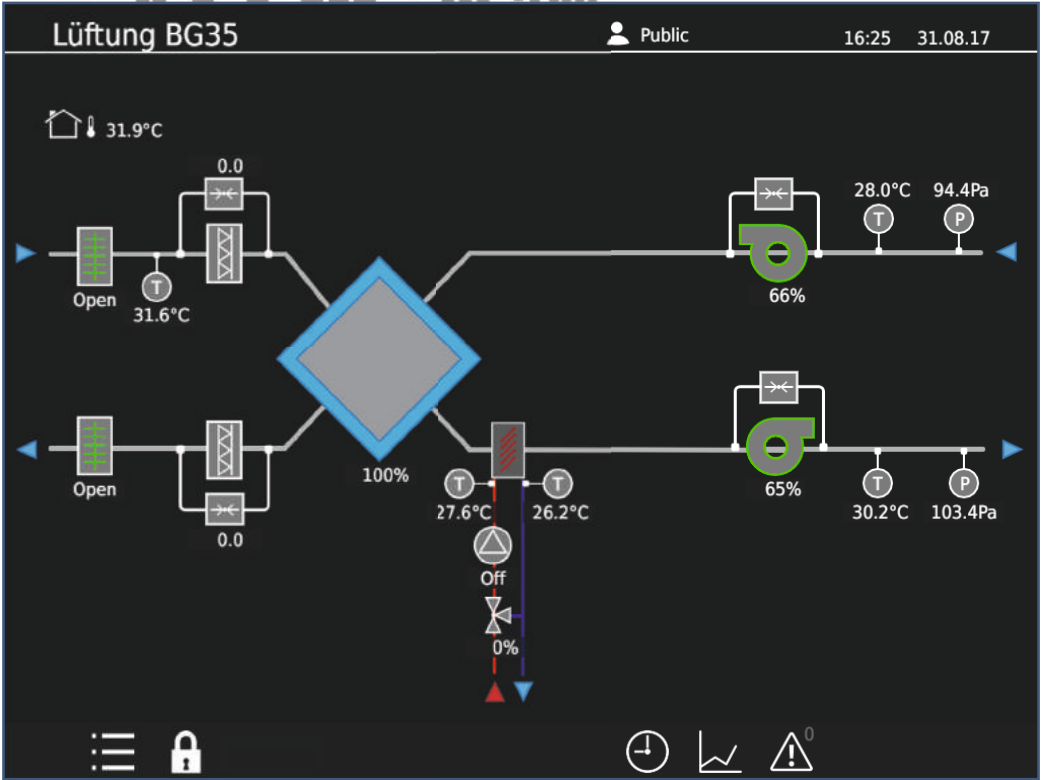 Lüftung BG35
Public
16:25 31.08.17
31.9°C
0.0
28.0°C 94.4Pa
T P
Open
T
31.6°C
66%
Open
100%
T T
27.6°C 26.2°C
65%
T P
30.2°C 103.4Pa
0.0
Off
0%
0